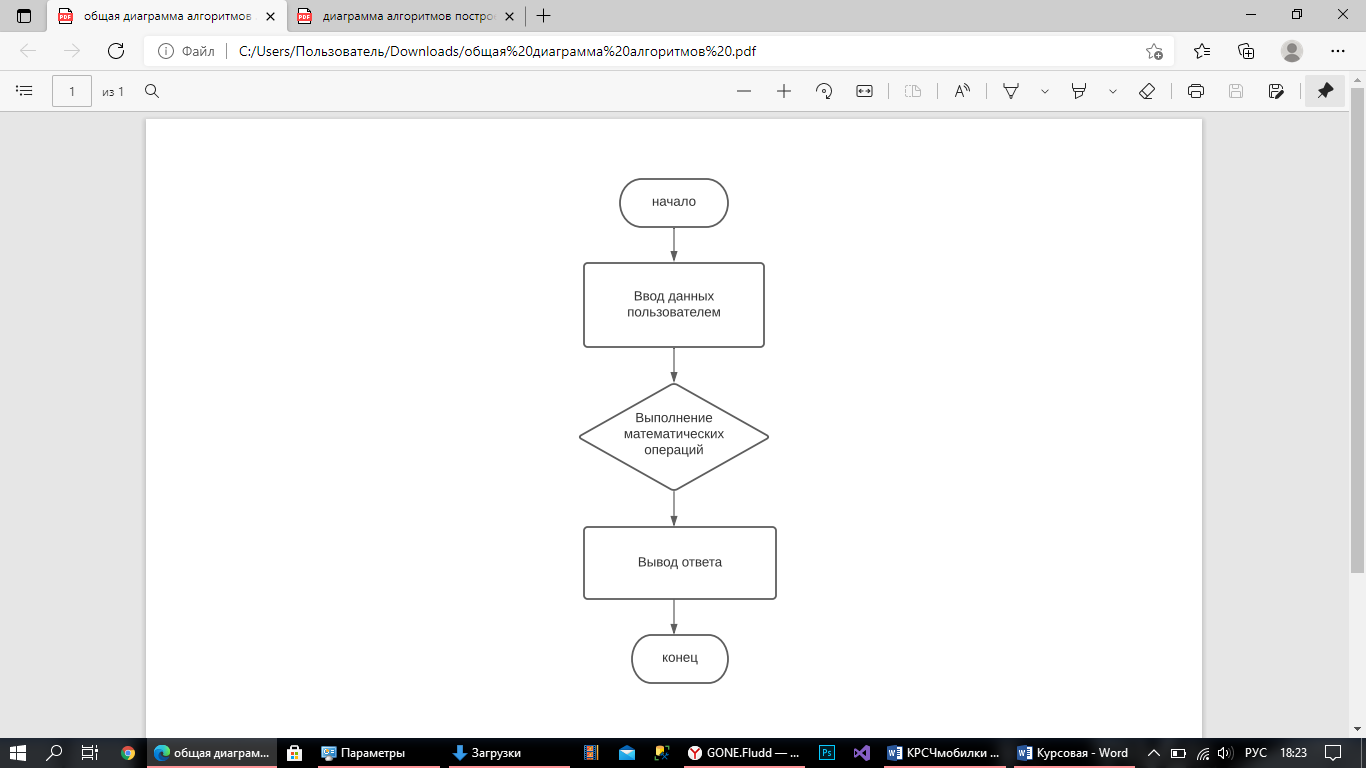 общая диаграмма алгоритмов
диаграмма алгоритмов постро
Файл
C:/Users/Пользователь/Downloads/общая%20диаграмма%20алгоритмов%20.pdf
1
из 1
начало
Ввод данных
пользователем
Выполнение
математических
операций
Вывод ответа
конец
общая диаграм...
Параметры
Загрузки
GONE.Fludd — ...
КРСЧмобилки ...
Курсовая - Word
РУС
18:23